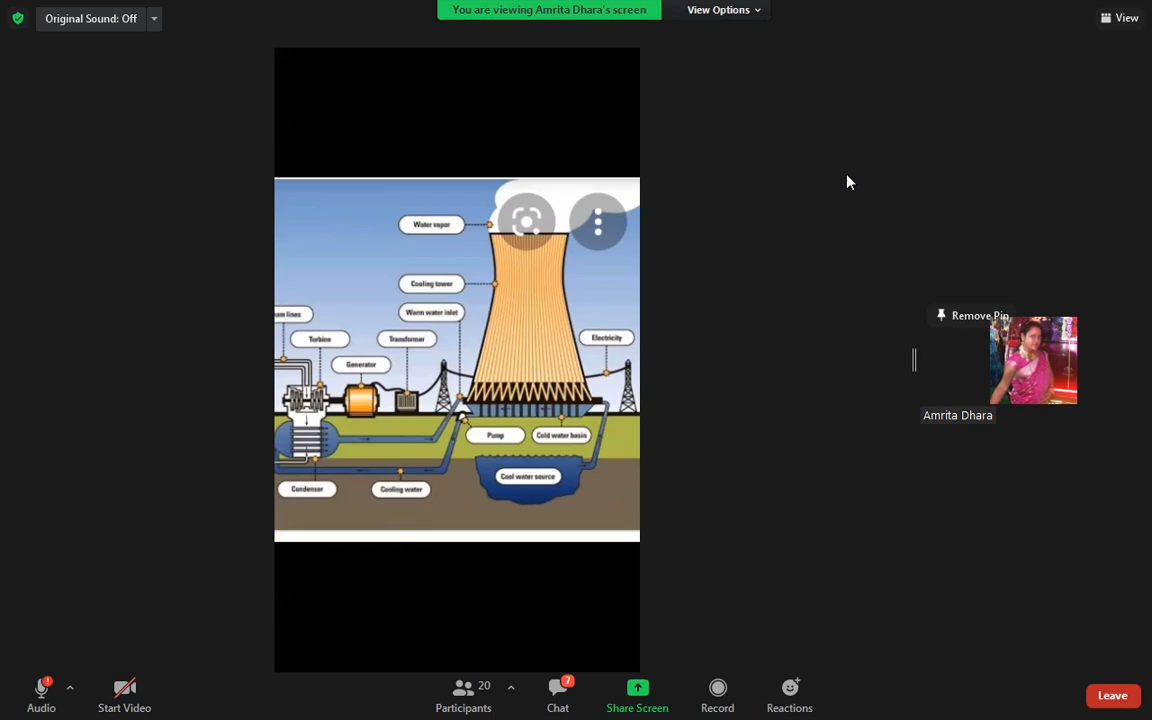 You are viewing Amrita Dhara's screen
View Options
Original Sound: Off
View
Water vapor
Cooling tower
Warm water inlet
am lines
Turbine
Transformer
Electricity
Generator
Pump
Cold water basin
Cool water source
Condensor
Cooling water
Remove Pin
Amrita Dhara
Audio
Start Video
Participants
20
Chat
7
Share Screen
Record
Reactions
Leave